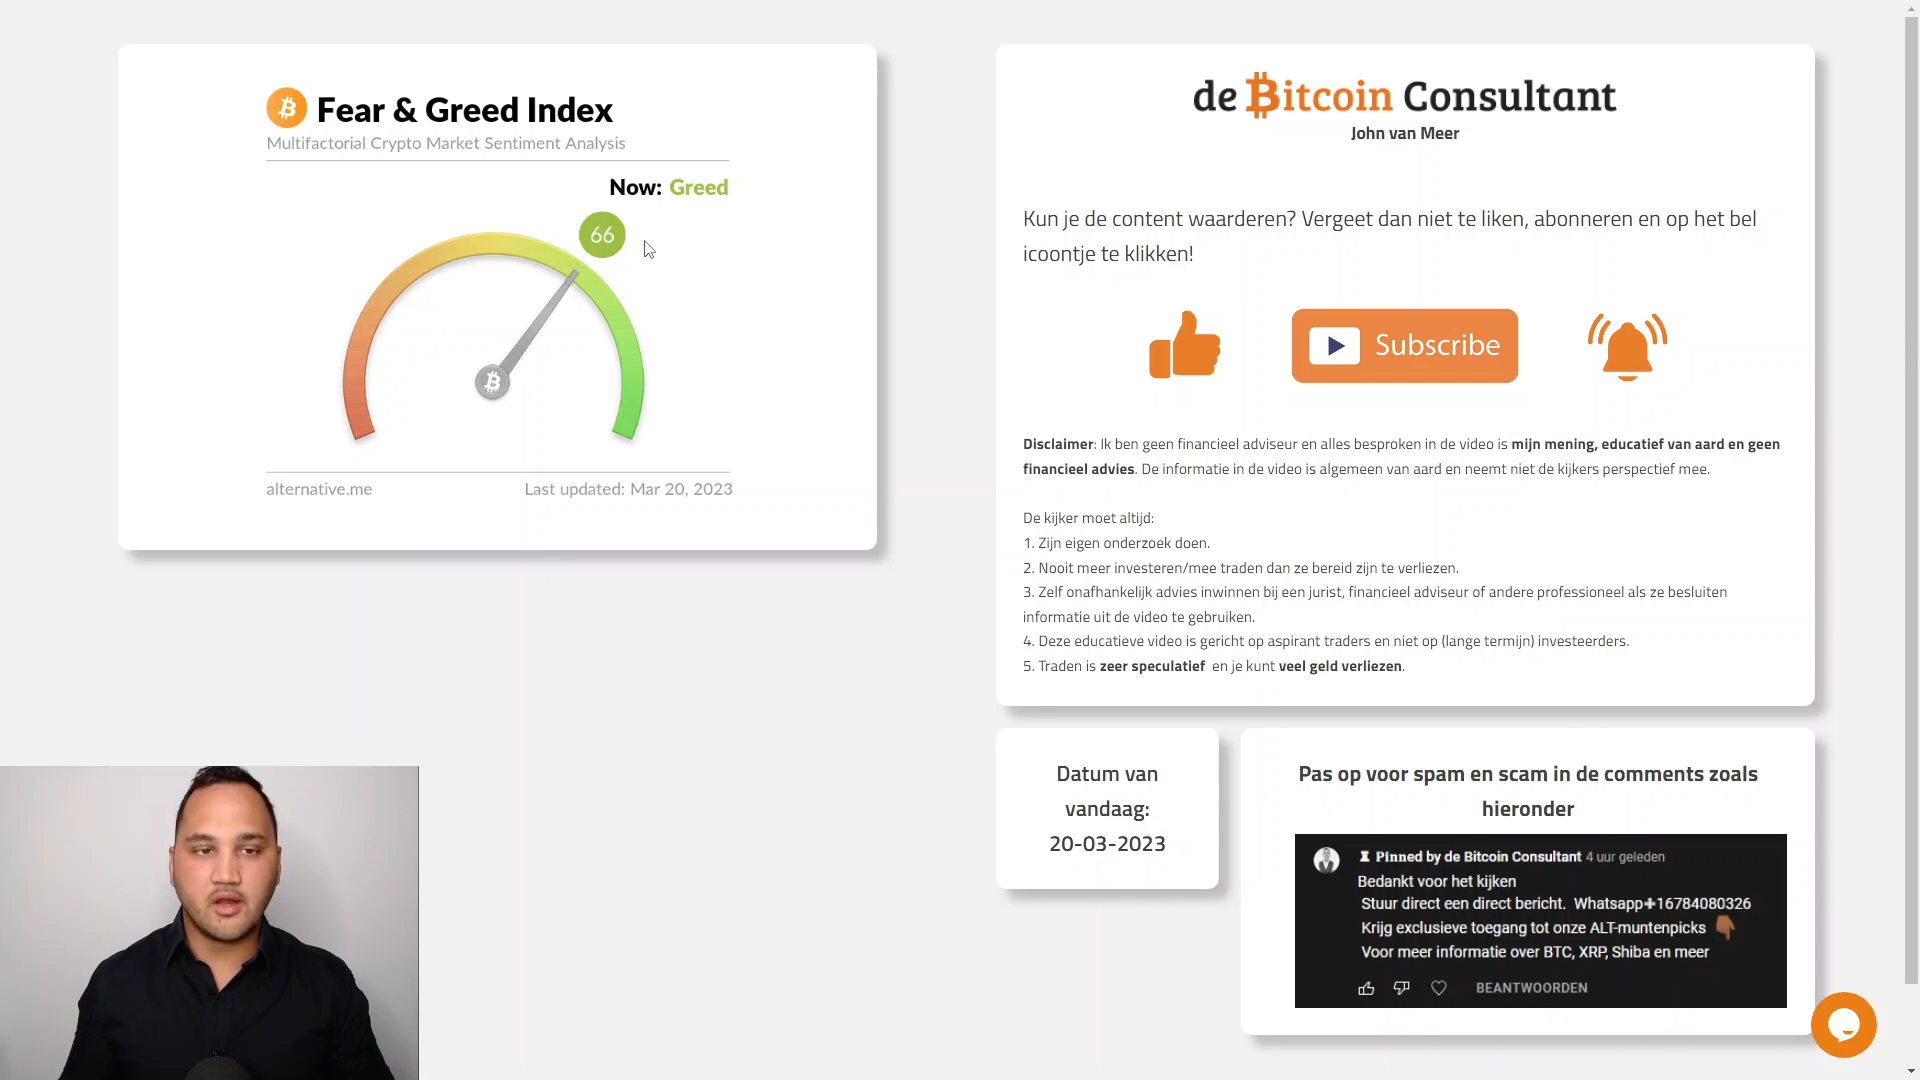 Fear & Greed Index
Multifactorial Crypto Market Sentiment Analysis
Now: Greed
66
alternative.me
Last updated: Mar 20, 2023
de Bitcoin Consultant
John van Meer
Kun je de content waarderen? Vergeet dan niet te liken, abonneren en op het bel
icoontje te klikken!
Subscribe
Disclaimer: Ik ben geen financieel adviseur en alles besproken in de video is mijn mening, educatief van aard en geen
financieel advies. De informatie in de video is algemeen van aard en neemt niet de kijkers perspectief mee.
De kijker moet altijd:
1. Zijn eigen onderzoek doen.
2. Nooit meer investeren/mee traden dan ze bereid zijn te verliezen.
3. Zelf onafhankelijk advies inwinnen bij een jurist, financieel adviseur of andere professioneel als ze besluiten
informatie uit de video te gebruiken.
4. Deze educatieve video is gericht op aspirant traders en niet op (lange termijn) investeerders.
5. Traden is zeer speculatief en je kunt veel geld verliezen.
Datum van
vandaag:
20-03-2023
Pas op voor spam en scam in de comments zoals
hieronder
Pinned by de Bitcoin Consultant 4 uur geleden
Bedankt voor het kijken
Stuur direct een direct bericht. Whatsapp+16784080326
Krijg exclusieve toegang tot onze ALT-muntenpicks
Voor meer informatie over BTC, XRP, Shiba en meer
BEANTWOORDEN